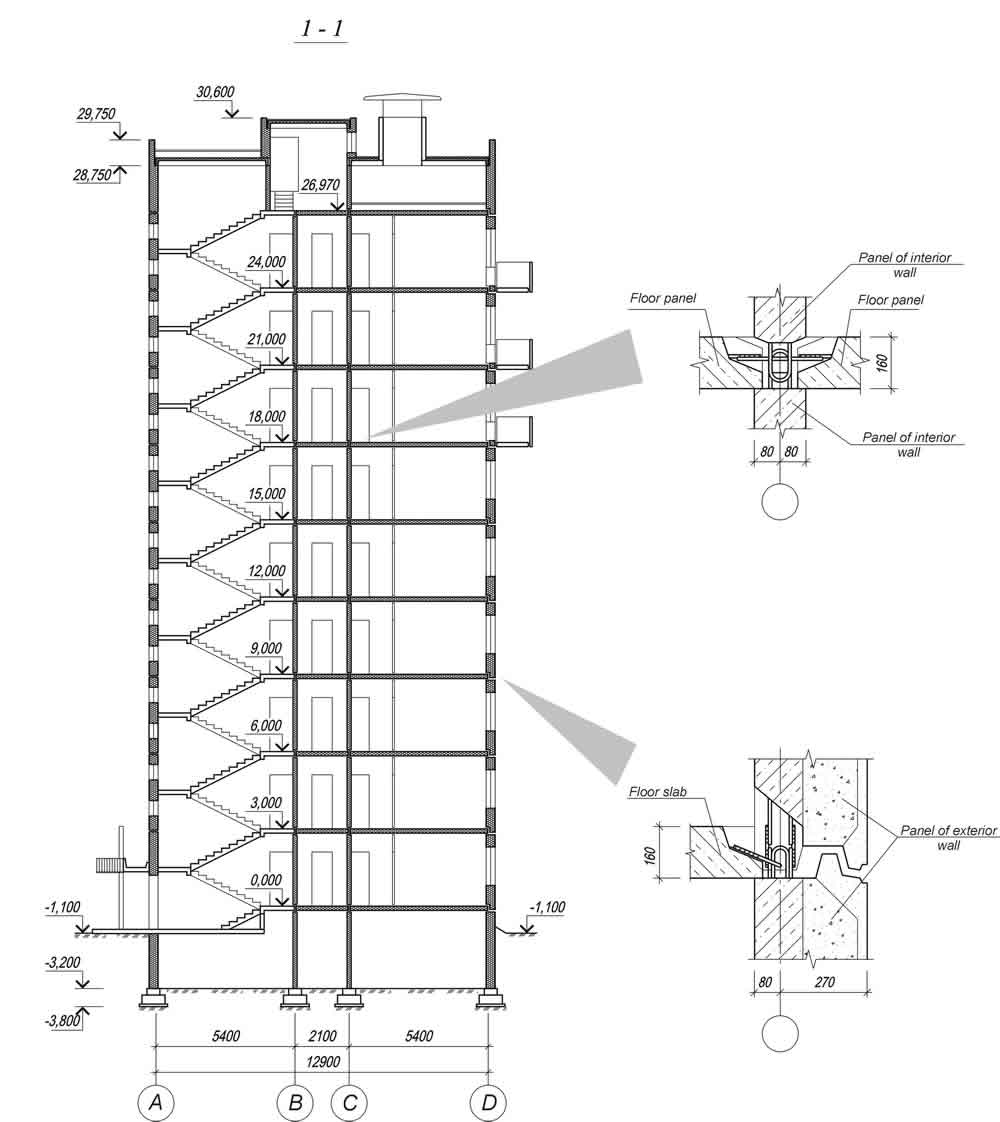 1 - 1
30,600
29,750
28,750
26,970
24,000
21,000
18,000
15,000
12,000
9,000
6,000
3,000
0,000
-1,100
-1,100
-3,200
-3,800
5400
2100
5400
12900
A
B
C
D
Panel of interior
wall
Floor panel
Floor panel
160
Panel of interior
wall
80
80
Floor slab
Panel of exterior
wall
160
80
270